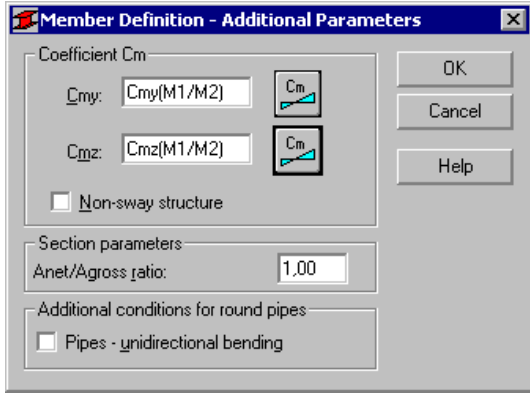 Member Definition - Additional Parameters
Coefficient Cm
Cmy: Cmy(M1/M2) Cm
Cmz: Cmz(M1/M2) Cm
Non-sway structure
Section parameters
Anet/Agross ratio: 1,00
Additional conditions for round pipes
Pipes - unidirectional bending
OK
Cancel
Help